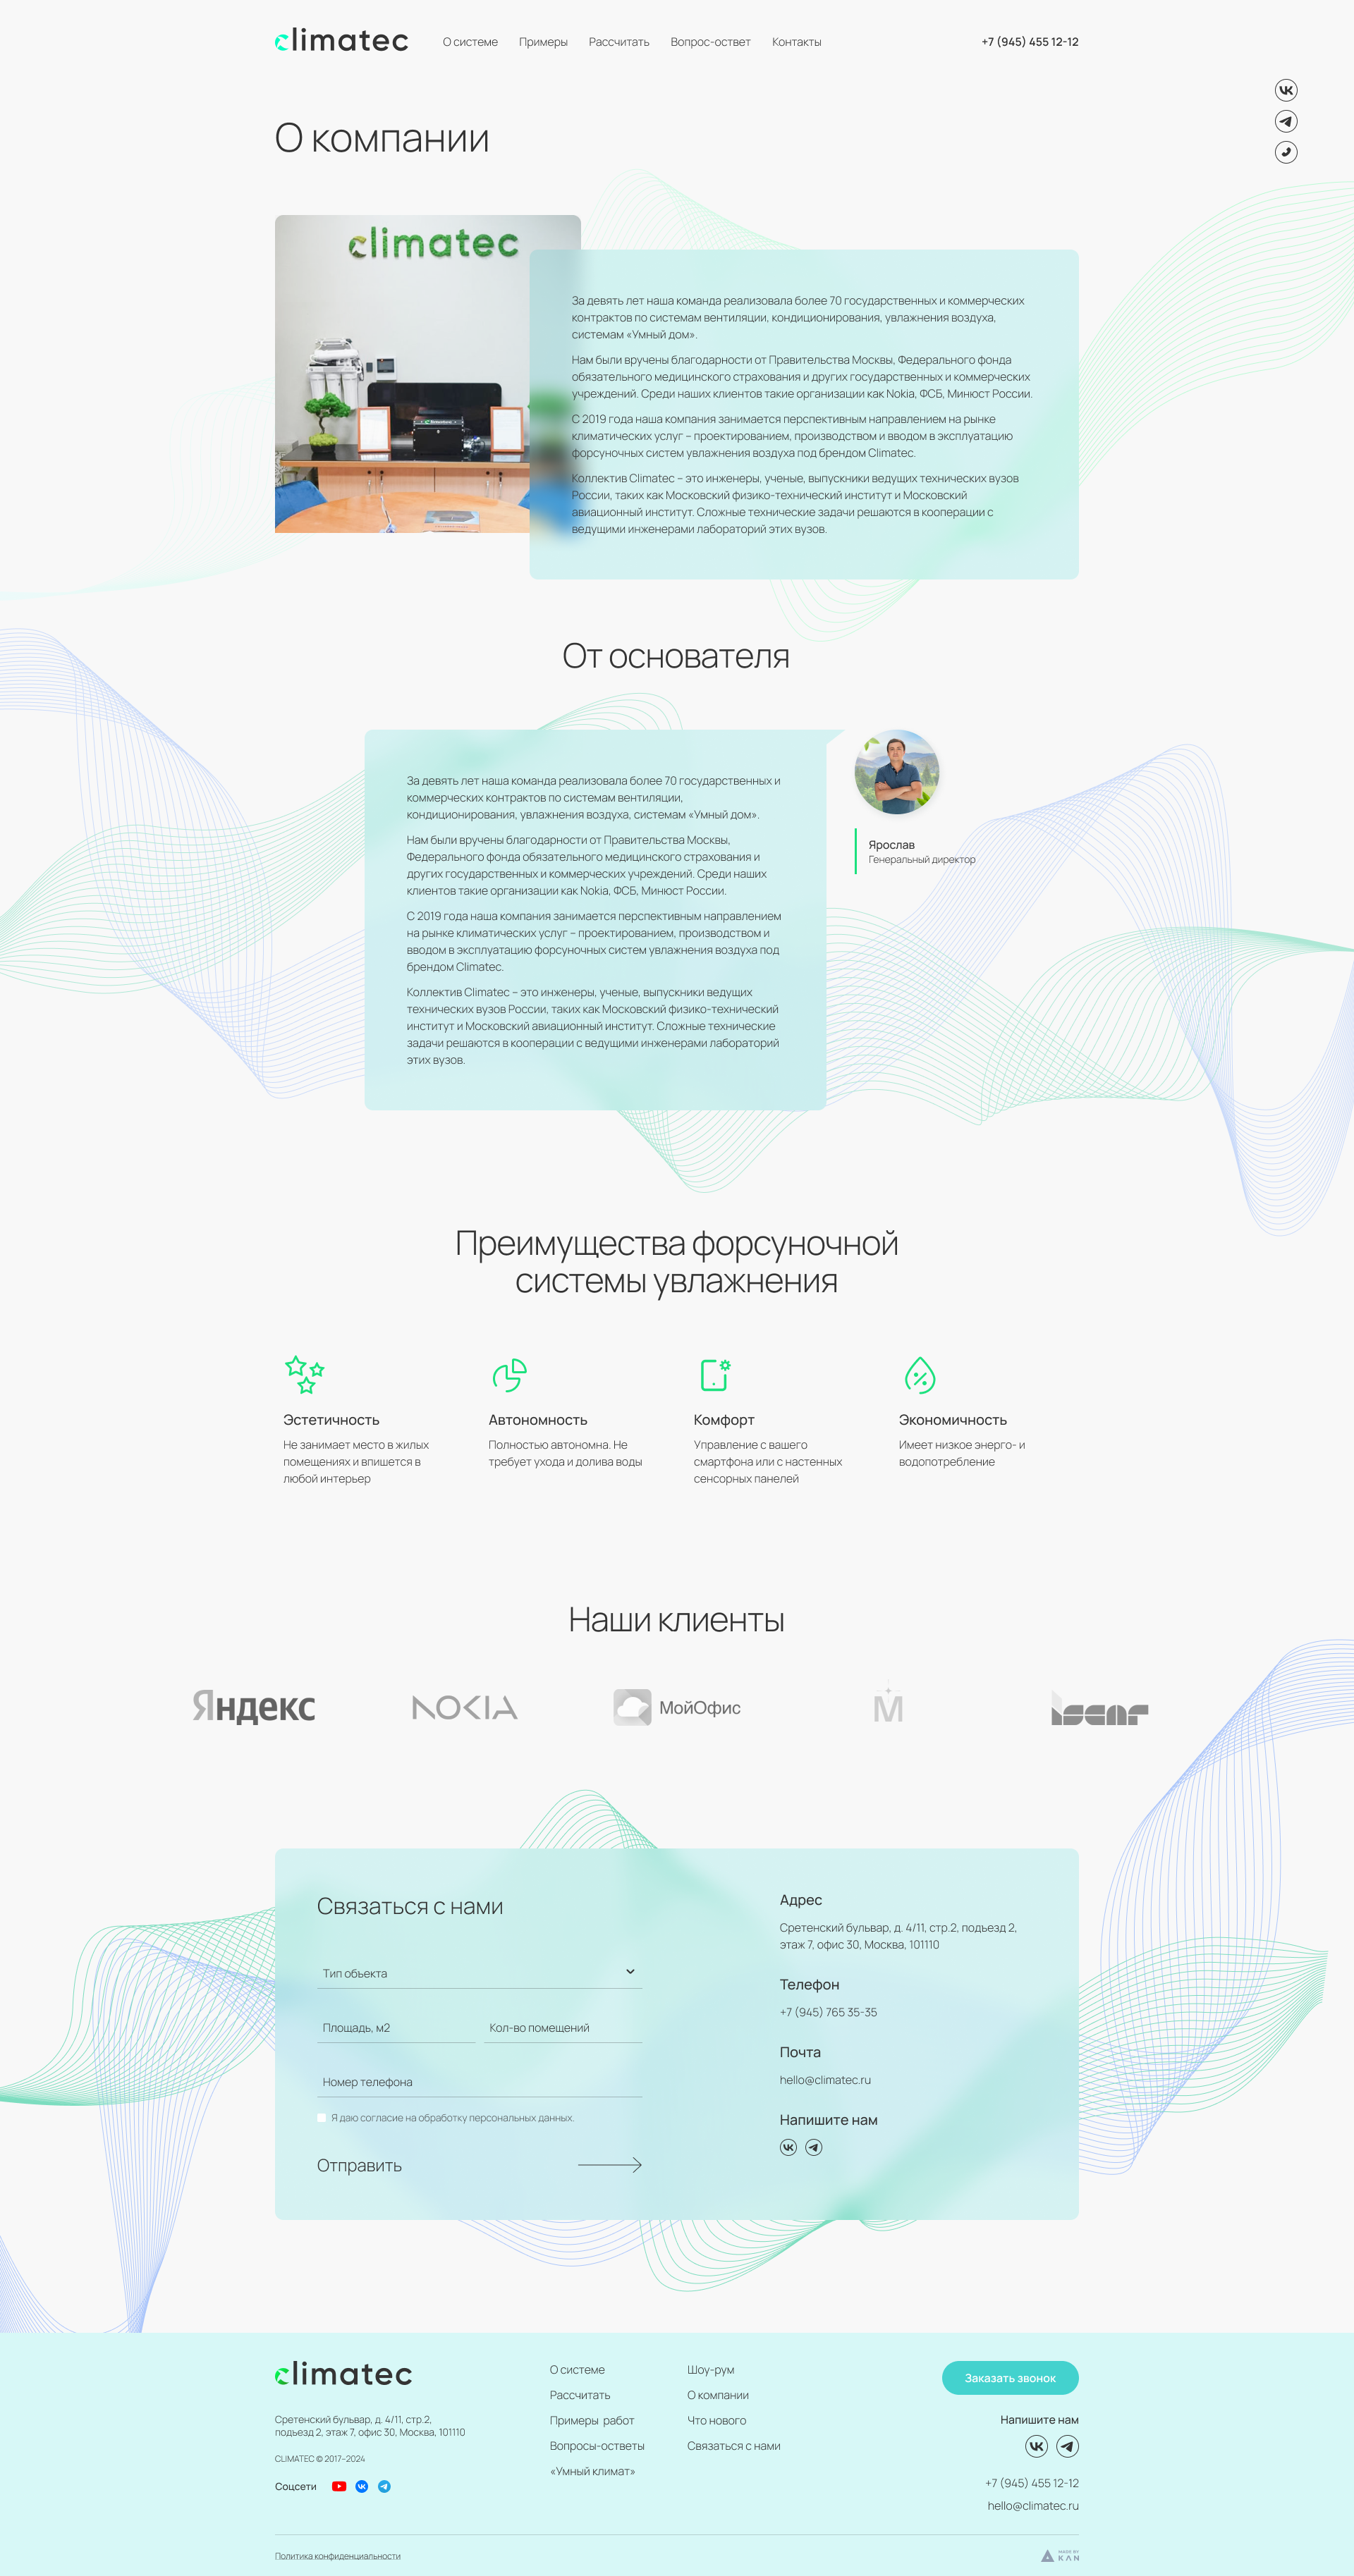 climatec
О системе
Примеры
Рассчитать
Вопрос-оствет
Контакты
+7 (945) 455 12-12
О компании
climatec
За девять лет наша команда реализовала более 70 государственных и коммерческих
контрактов по системам вентиляции, кондиционирования, увлажнения воздуха,
системам «Умный дом».
Нам были вручены благодарности от Правительства Москвы, Федерального фонда
обязательного медицинского страхования и других государственных и коммерческих
учреждений. Среди наших клиентов такие организации как Nokia, ФСБ, Минюст России.
С 2019 года наша компания занимается перспективным направлением на рынке
климатических услуг – проектированием, производством и вводом в эксплуатацию
форсуночных систем увлажнения воздуха под брендом Climatec.
Коллектив Climatec – это инженеры, ученые, выпускники ведущих технических вузов
России, таких как Московский физико-технический институт и Московский
авиационный институт. Сложные технические задачи решаются в кооперации с
ведущими инженерами лабораторий этих вузов.
От основателя
За девять лет наша команда реализовала более 70 государственных и
коммерческих контрактов по системам вентиляции,
кондиционирования, увлажнения воздуха, системам «Умный дом».
Нам были вручены благодарности от Правительства Москвы,
Федерального фонда обязательного медицинского страхования и
других государственных и коммерческих учреждений. Среди наших
клиентов такие организации как Nokia, ФСБ, Минюст России.
С 2019 года наша компания занимается перспективным направлением
на рынке климатических услуг – проектированием, производством и
вводом в эксплуатацию форсуночных систем увлажнения воздуха под
брендом Climatec.
Коллектив Climatec – это инженеры, ученые, выпускники ведущих
технических вузов России, таких как Московский физико-технический
институт и Московский авиационный институт. Сложные технические
задачи решаются в кооперации с ведущими инженерами лабораторий
этих вузов.
Ярослав
Генеральный директор
Преимущества форсуночной
системы увлажнения
Эстетичность
Не занимает место в жилых
помещениях и впишется в
любой интерьер
Автономность
Полностью автономна. Не
требует ухода и долива воды
Комфорт
Управление с вашего
смартфона или с настенных
сенсорных панелей
Экономичность
Имеет низкое энерго- и
водопотребление
Наши клиенты
Яндекс
NOKIA
МойОфис
М
Связаться с нами
Тип объекта
Площадь, м2
Кол-во помещений
Номер телефона
Я даю согласие на обработку персональных данных.
Отправить
Адрес
Сретенский бульвар, д. 4/11, стр.2, подъезд 2,
этаж 7, офис 30, Москва, 101110
Телефон
+7 (945) 765 35-35
Почта
hello@climatec.ru
Напишите нам
climatec
Сретенский бульвар, д. 4/11, стр.2,
подъезд 2, этаж 7, офис 30, Москва, 101110
CLIMATEC © 2017–2024
Соцсети
О системе
Рассчитать
Примеры работ
Вопросы-остветы
«Умный климат»
Шоу-рум
О компании
Что нового
Связаться с нами
Заказать звонок
Напишите нам
+7 (945) 455 12-12
hello@climatec.ru
Политика конфиденциальности
MADE BY
KAN